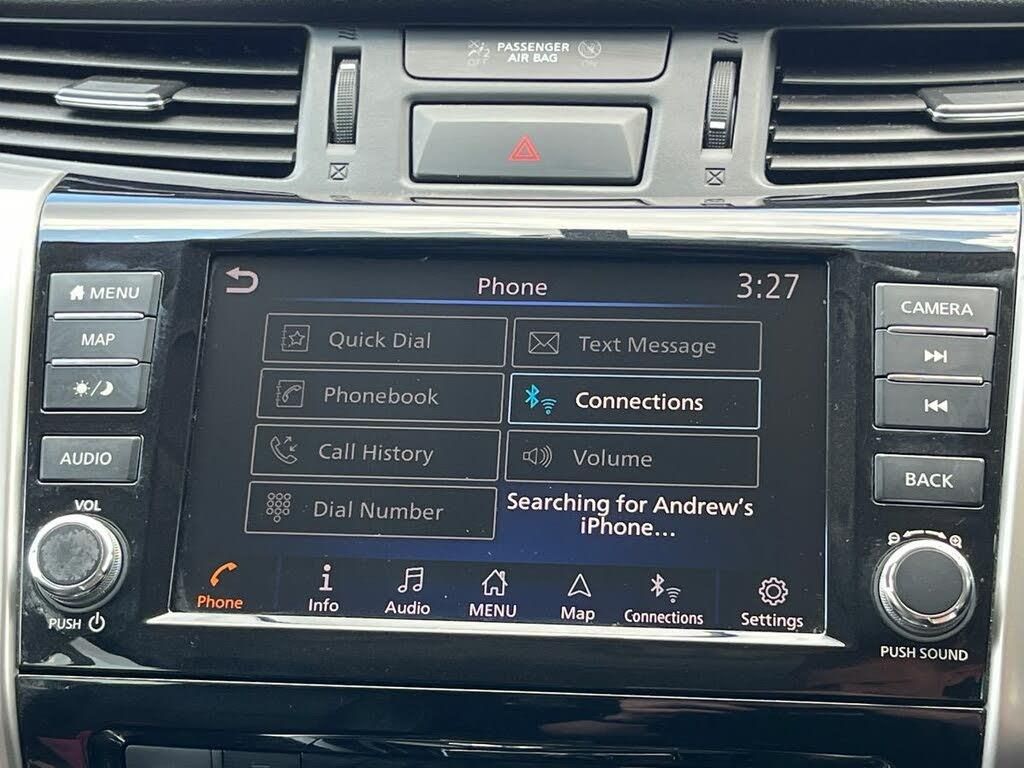 OFF
PASSENGER
AIR BAG
ON
MENU
MAP
AUDIO
VOL
PUSH
Phone
3:27
Quick Dial
Text Message
Phonebook
Connections
Call History
Volume
Dial Number
Searching for Andrew's
iPhone...
Phone
Info
Audio
MENU
Map
Connections
Settings
CAMERA
BACK
PUSH SOUND